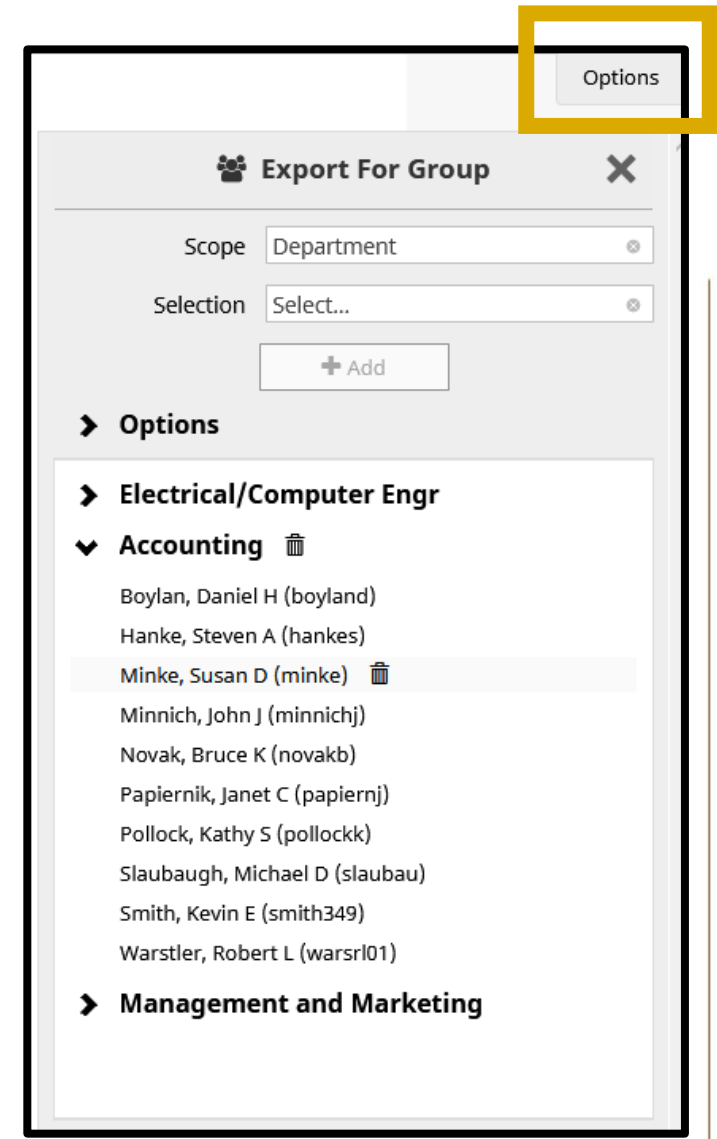 Options
Export For Group
Scope Department
Selection Select...
Add
Options
Electrical/Computer Engr
Accounting
Boylan, Daniel H (boyland)
Hanke, Steven A (hankes)
Minke, Susan D (minke)
Minnich, John J (minnichj)
Novak, Bruce K (novakb)
Papiernik, Janet C (papiernj)
Pollock, Kathy S (pollockk)
Slaubaugh, Michael D (slaubau)
Smith, Kevin E (smith349)
Warstler, Robert L (warsrl01)
Management and Marketing